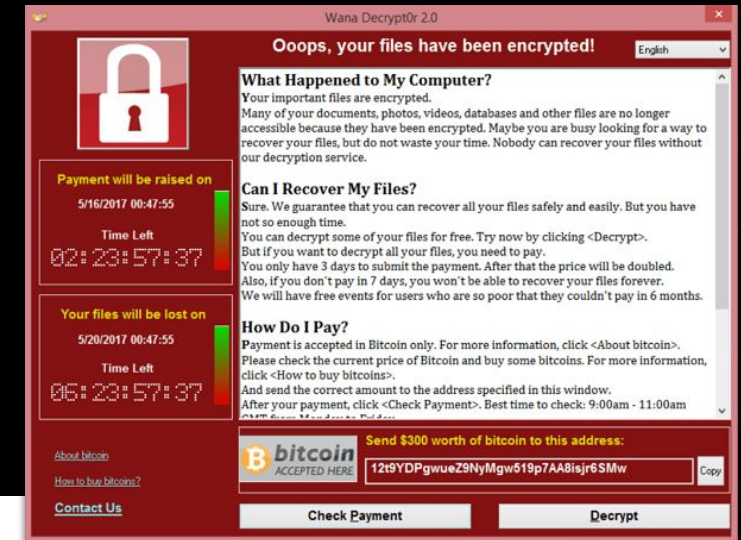 Wana Decrypt0r 2.0
Ooops, your files have been encrypted!
English
What Happened to My Computer?
Your important files are encrypted.
Many of your documents, photos, videos, databases and other files are no longer
accessible because they have been encrypted. Maybe you are busy looking for a way to
recover your files, but do not waste your time. Nobody can recover your files without
our decryption service.
Can I Recover My Files?
Sure. We guarantee that you can recover all your files safely and easily. But you have
not so enough time.
You can decrypt some of your files for free. Try now by clicking <Decrypt>.
But if you want to decrypt all your files, you need to pay.
You only have 3 days to submit the payment. After that the price will be doubled.
Also, if you don't pay in 7 days, you won't be able to recover your files forever.
We will have free events for users who are so poor that they couldn't pay in 6 months.
How Do I Pay?
Payment is accepted in Bitcoin only. For more information, click <About bitcoin>.
Please check the current price of Bitcoin and buy some bitcoins. For more information,
click <How to buy bitcoins>.
And send the correct amount to the address specified in this window.
After your payment, click <Check Payment>. Best time to check: 9:00am - 11:00am
GMT from Monday to Friday
Payment will be raised on
5/16/2017 00:47:55
Time Left
02:23:57:37
Your files will be lost on
5/20/2017 00:47:55
Time Left
06:23:57:37
About bitcoin
How to buy bitcoins?
Contact Us
bitcoin
ACCEPTED HERE
Send $300 worth of bitcoin to this address:
12t9YDPgwueZ9NyMgw519p7AA8isjr6SMw
Copy
Check Payment
Decrypt